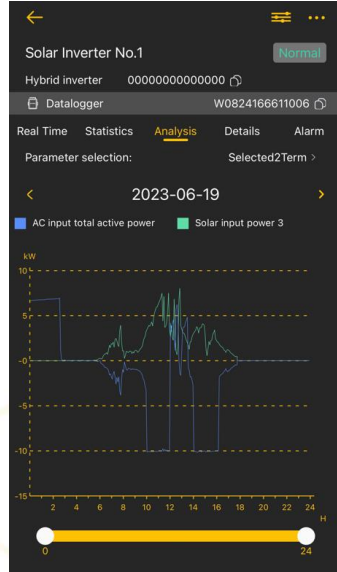 Solar Inverter No.1 Normal
Hybrid inverter 00000000000000
Datalogger W0824166611006
Real Time Statistics Analysis Details Alarm
Parameter selection: Selected2Term >
< 2023-06-19 >
AC input total active power Solar input power 3
kW
10
5
-0
-5
-10
-15
2 4 6 8 10 12 14 16 18 20 22 24
H
0 24